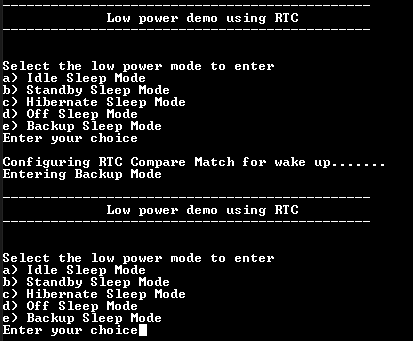 Low power demo using RTC
Select the low power mode to enter
a) Idle Sleep Mode
b) Standby Sleep Mode
c) Hibernate Sleep Mode
d) Off Sleep Mode
e) Backup Sleep Mode
Enter your choice
Configuring RTC Compare Match for wake up.......
Entering Backup Mode
Low power demo using RTC
Select the low power mode to enter
a) Idle Sleep Mode
b) Standby Sleep Mode
c) Hibernate Sleep Mode
d) Off Sleep Mode
e) Backup Sleep Mode
Enter your choice